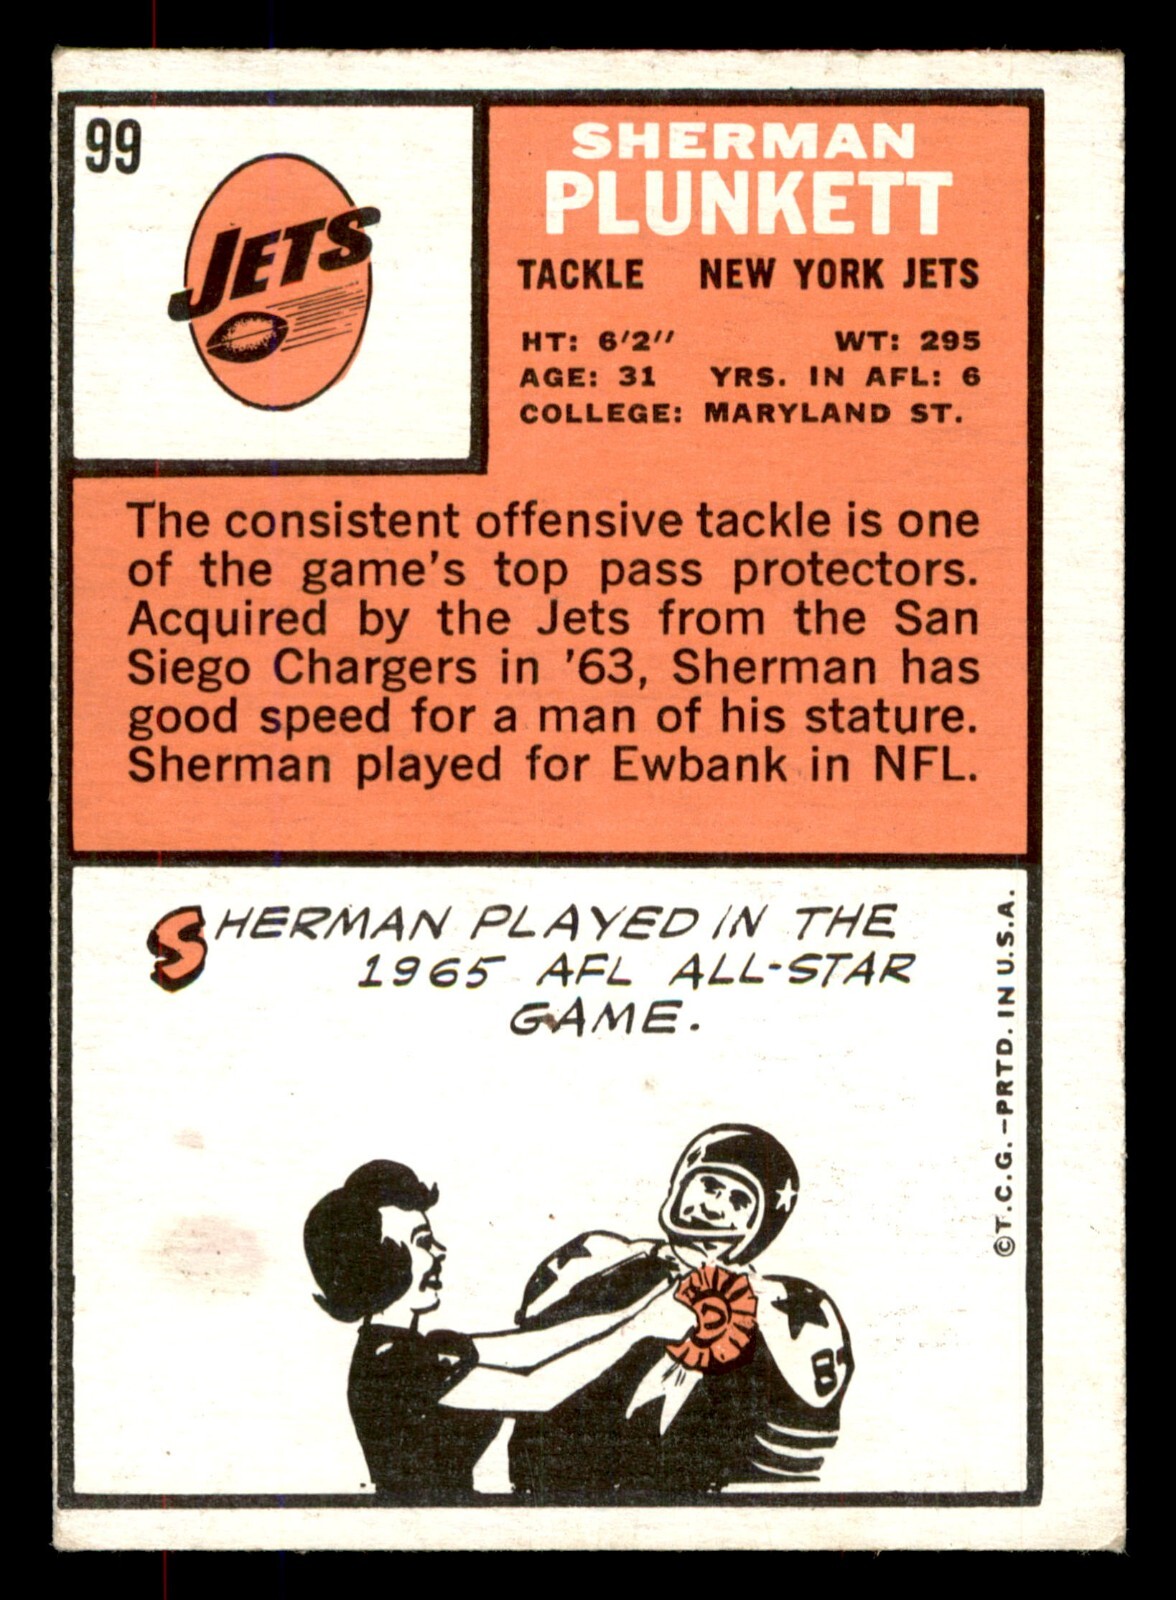 99
JETS
SHERMAN
PLUNKETT
TACKLE NEW YORK JETS
HT: 6'2" WT: 295
AGE: 31 YRS. IN AFL: 6
COLLEGE: MARYLAND ST.
The consistent offensive tackle is one
of the game's top pass protectors.
Acquired by the Jets from the San
Siego Chargers in '63, Sherman has
good speed for a man of his stature.
Sherman played for Ewbank in NFL.
SHERMAN PLAYED IN THE
1965 AFL ALL-STAR
GAME.
©T.C.G.–PRTD. IN U.S.A.